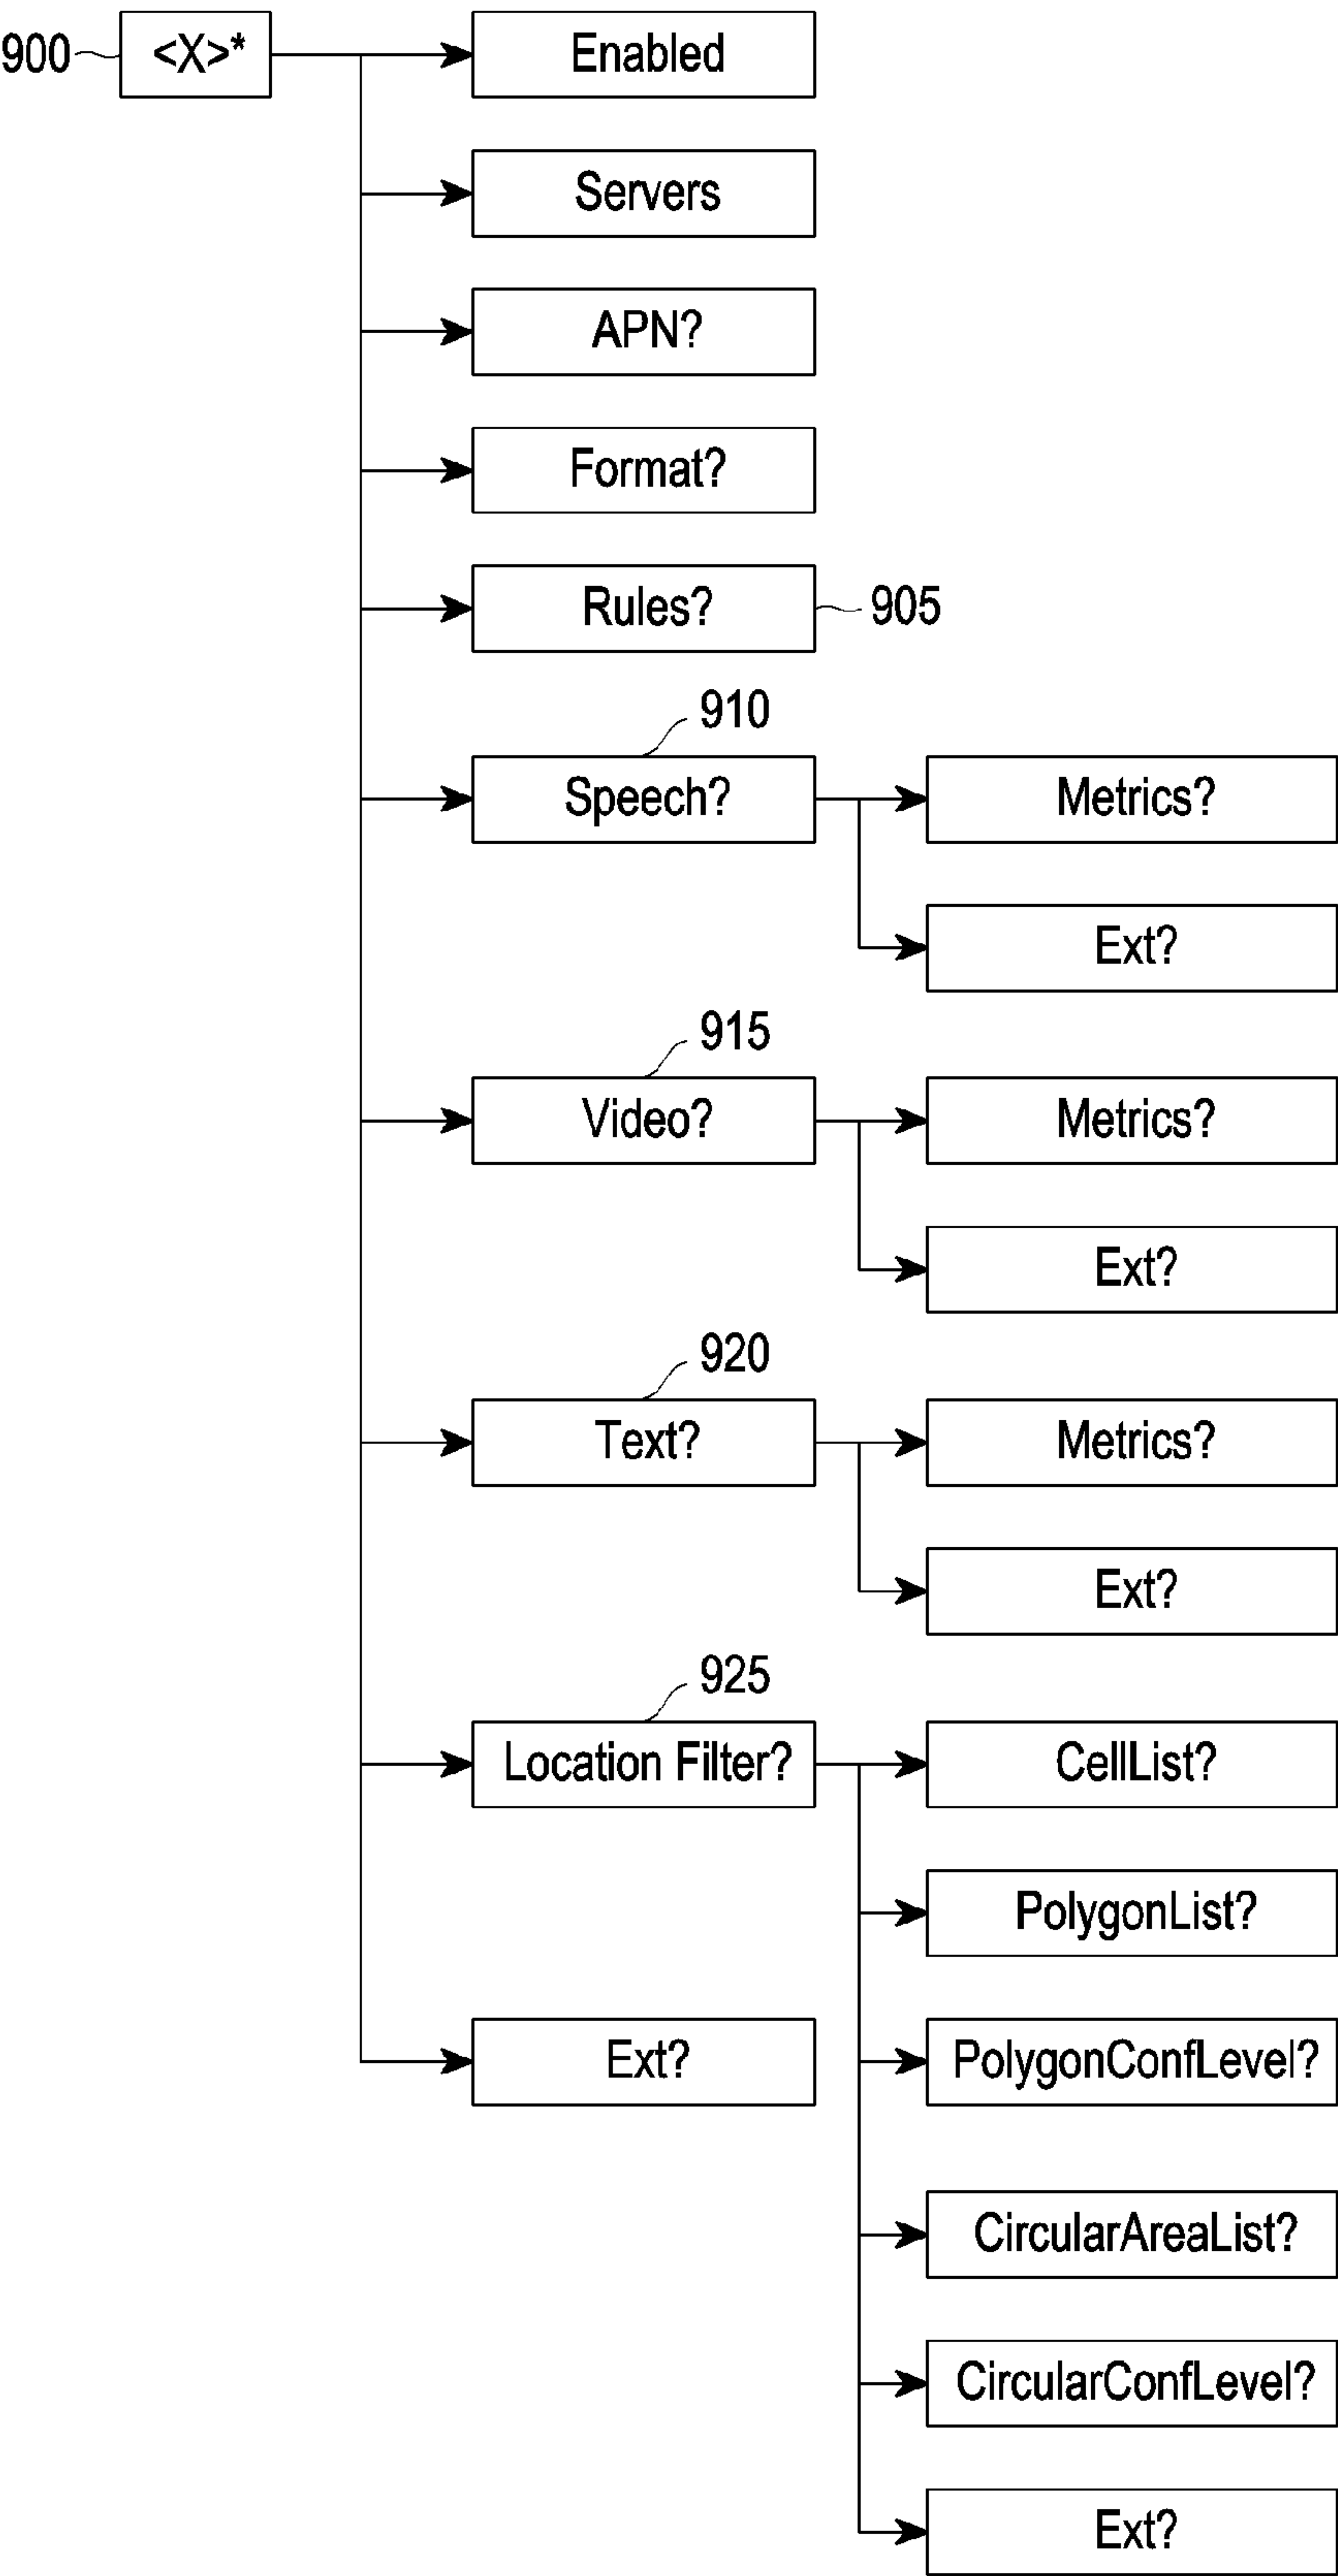 900 <X>* Enabled
Servers
APN?
Format?
Rules? 905
910
Speech? Metrics?
Ext?
915
Video? Metrics?
Ext?
920
Text? Metrics?
Ext?
925
Location Filter? CellList?
PolygonList?
Ext? PolygonConfLevel?
CircularAreaList?
CircularConfLevel?
Ext?